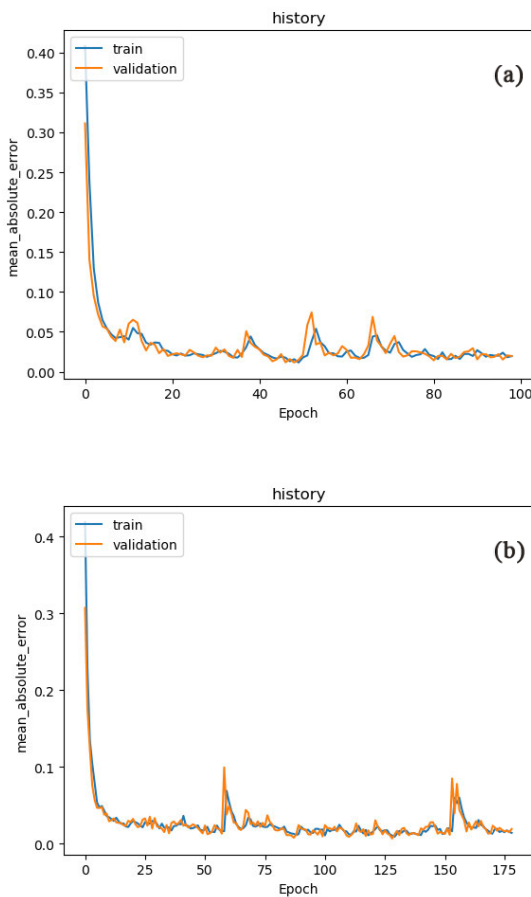 history
train
validation
(a)
0.40
0.35
0.30
0.25
0.20
0.15
0.10
0.05
0.00
mean_absolute_error
0 20 40 60 80 100
Epoch
history
train
validation
(b)
0.4
0.3
0.2
0.1
0.0
mean_absolute_error
0 25 50 75 100 125 150 175
Epoch